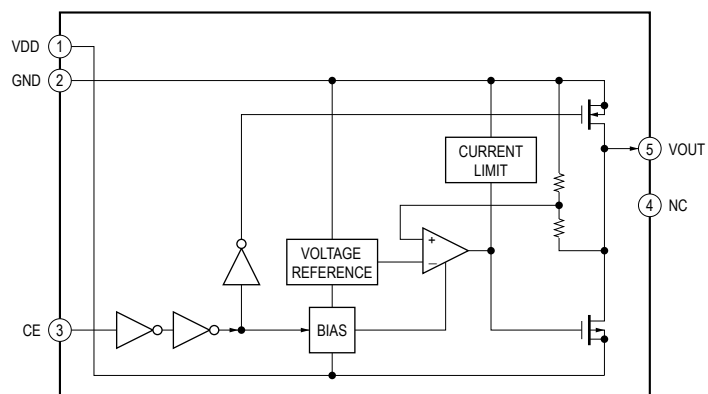 VDD 1
GND 2
CURRENT
LIMIT
5 VOUT
4 NC
+
–
VOLTAGE
REFERENCE
CE 3
BIAS